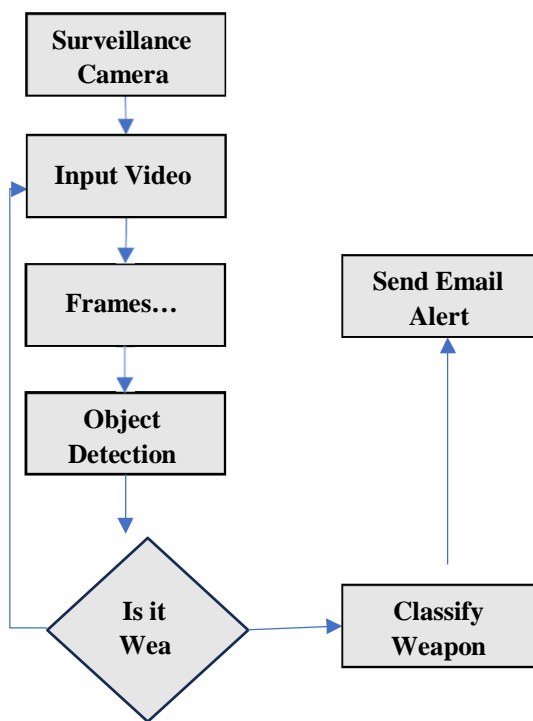 Surveillance
Camera
Input Video
Frames…
Object
Detection
Is it
Wea
Send Email
Alert
Classify
Weapon